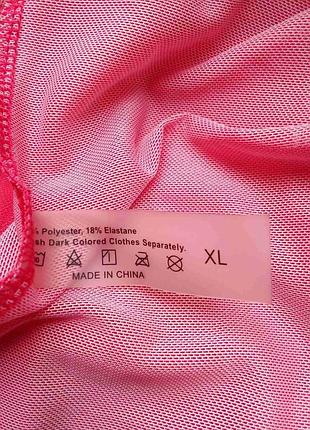 % Polyester, 18% Elastane
sh Dark Colored Clothes Separately.
XL
MADE IN CHINA